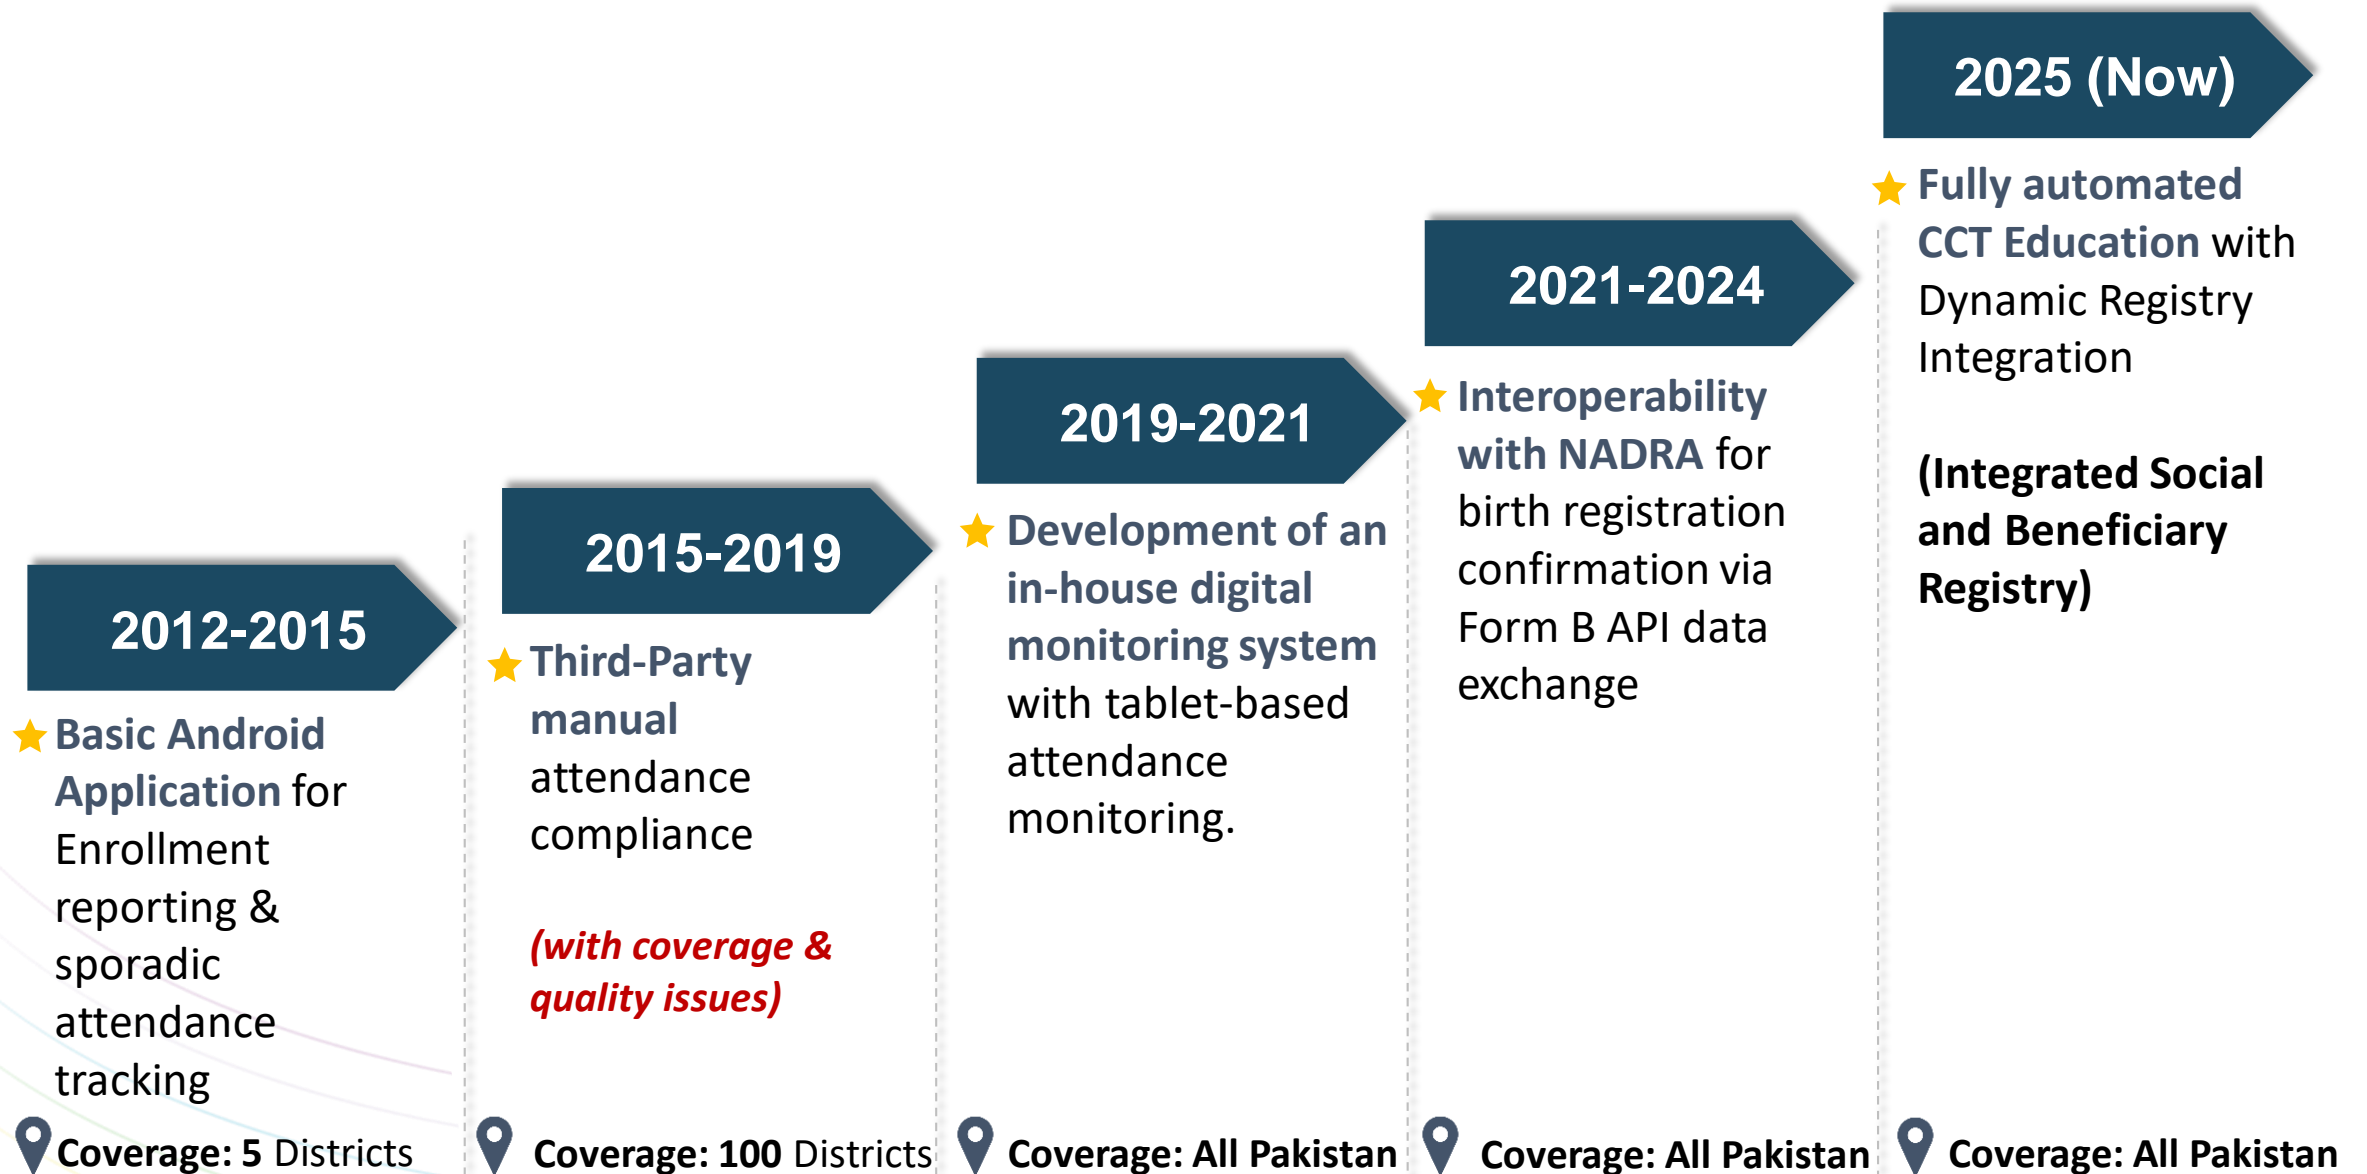 2012-2015
Basic Android
Application for
Enrollment
reporting &
sporadic
attendance
tracking
Coverage: 5 Districts
2015-2019
Third-Party
manual
attendance
compliance
(with coverage &
quality issues)
Coverage: 100 Districts
2019-2021
Development of an
in-house digital
monitoring system
with tablet-based
attendance
monitoring.
Coverage: All Pakistan
2021-2024
Interoperability
with NADRA for
birth registration
confirmation via
Form B API data
exchange
Coverage: All Pakistan
2025 (Now)
Fully automated
CCT Education with
Dynamic Registry
Integration
(Integrated Social
and Beneficiary
Registry)
Coverage: All Pakistan